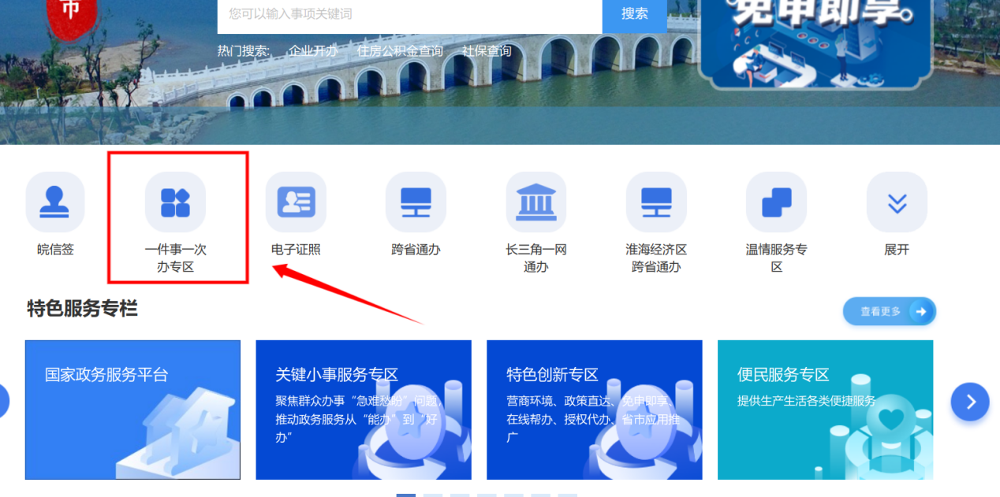 市
您可以输入事项关键词
搜索
免申即享。
热门搜索:
企业开办
住房公积金查询
社保查询
皖信签
一件事一次
办专区
电子证照
跨省通办
长三角一网
通办
淮海经济区
跨省通办
温情服务专
区
展开
特色服务专栏
查看更多
国家政务服务平台
关键小事服务专区
聚焦群众办事“急难愁盼”问题,
推动政务服务从“能办”到“好
办”
特色创新专区
营商环境、政策直达、免申即享、
在线帮办、授权代办、省市应用推
广
便民服务专区
提供生产生活各类便捷服务